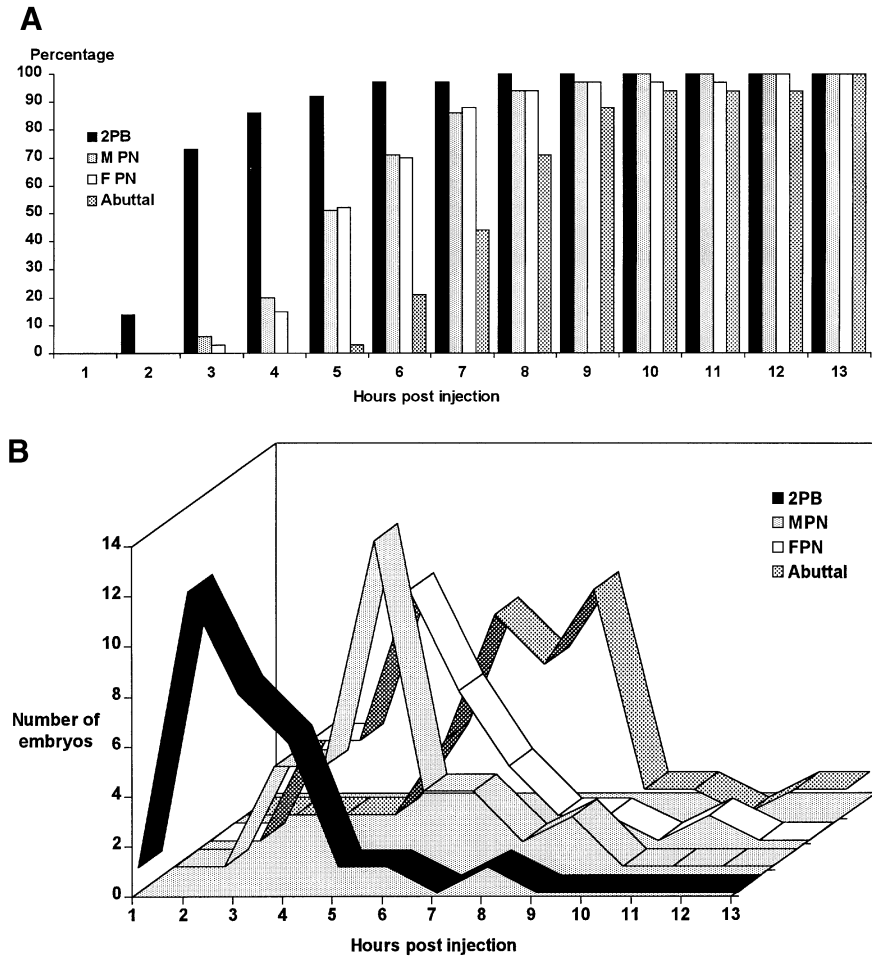 A
Percentage
100
90
80
70
60
50
40
30
20
10
0
2PB
M PN
F PN
Abuttal
1 2 3 4 5 6 7 8 9 10 11 12 13
Hours post injection
B
2PB
MPN
FPN
Abuttal
14
12
10
8
6
4
2
0
Number of
embryos
1 2 3 4 5 6 7 8 9 10 11 12 13
Hours post injection